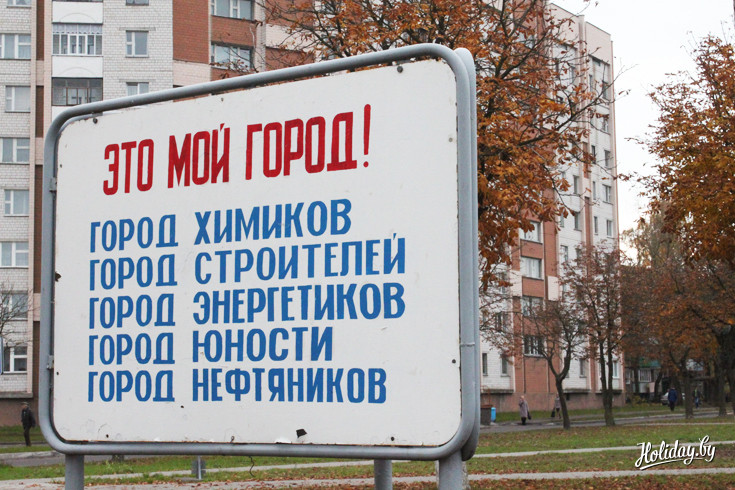 ЭТО МОЙ ГОРОД!
ГОРОД ХИМИКОВ
ГОРОД СТРОИТЕЛЕЙ
ГОРОД ЭНЕРГЕТИКОВ
ГОРОД ЮНОСТИ
ГОРОД НЕФТЯНИКОВ
Holiday.by